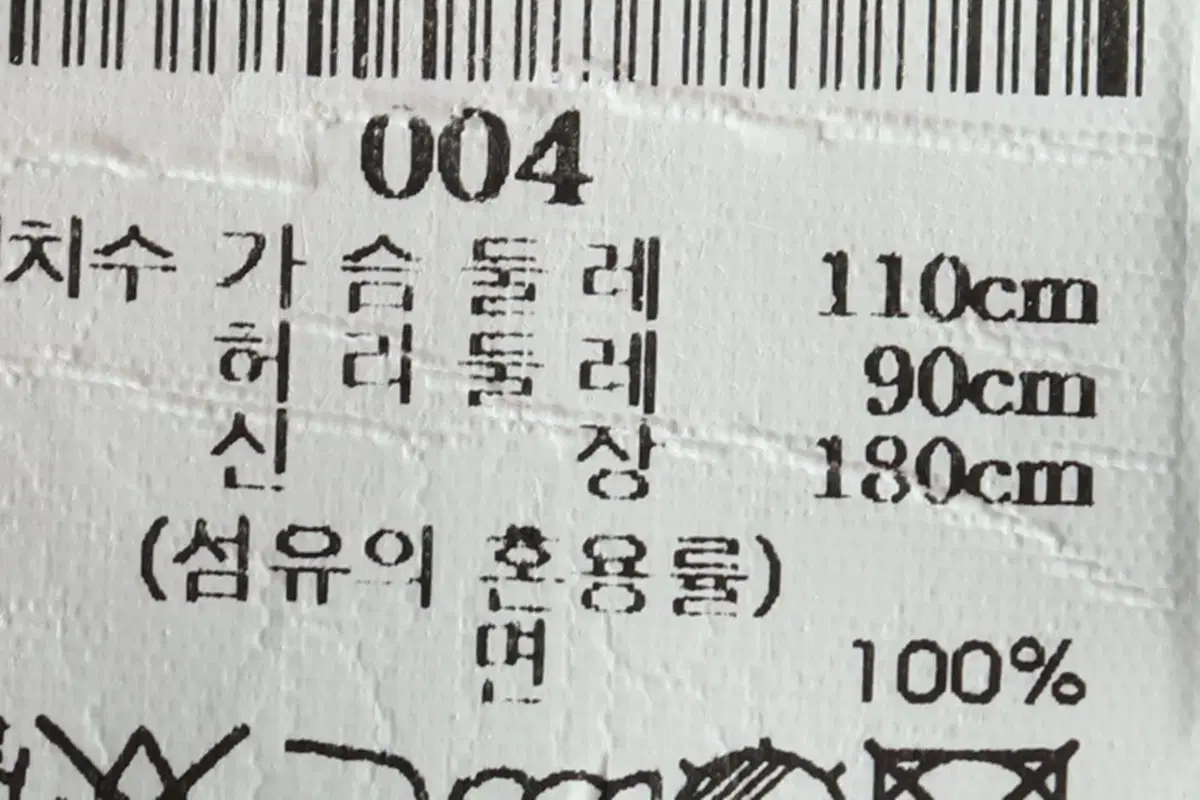 004
치수 가슴둘레 110cm
허리둘레 90cm
신장 180cm
(섬유의 혼용률)
면 100%